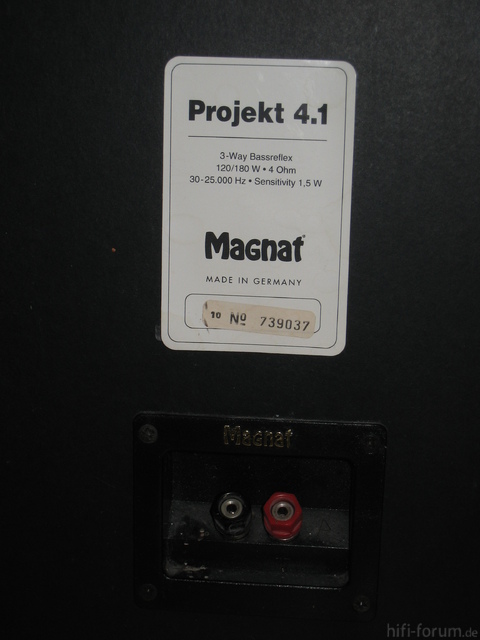 Projekt 4.1
3-Way Bassreflex
120/180 W • 4 Ohm
30-25.000 Hz • Sensitivity 1,5 W
Magnat
MADE IN GERMANY
10 Nº 739037
Magnat
hifi-forum.de